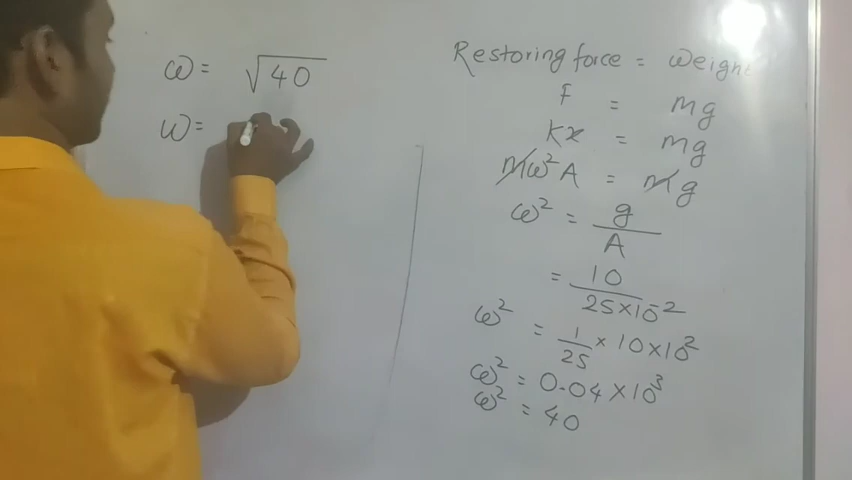 ω = √40
ω =
Restoring force = weight
F = mg
Kx = mg
mω²A = mg
ω² = g/A
= 10/25×10⁻²
ω² = 1/25 × 10×10²
ω² = 0.04 ×10³
ω² = 40